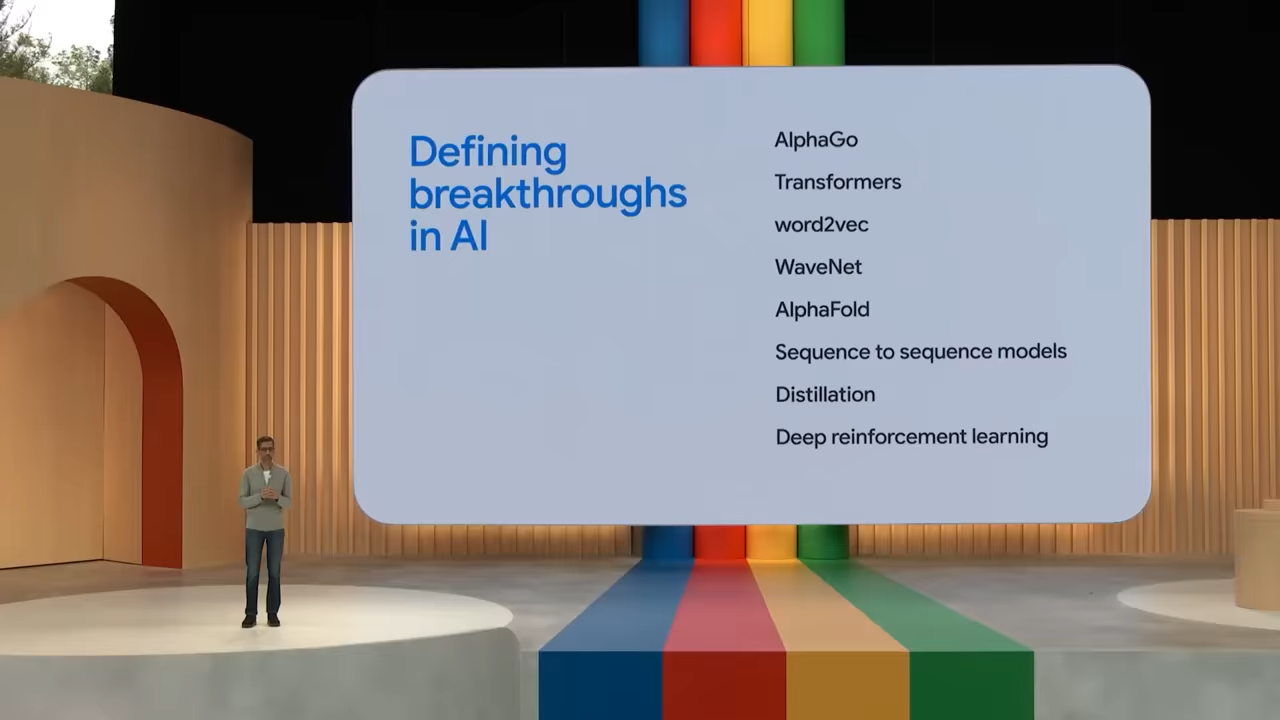 Defining
breakthroughs
in AI
AlphaGo
Transformers
word2vec
WaveNet
AlphaFold
Sequence to sequence models
Distillation
Deep reinforcement learning